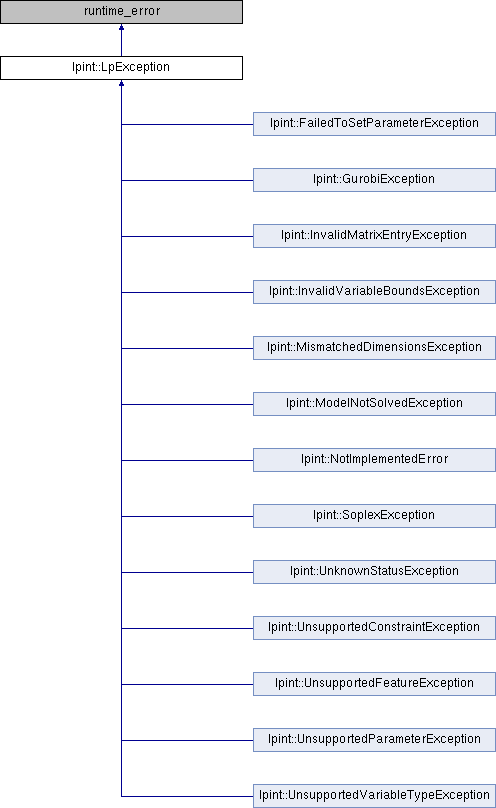 runtime_error
lpint::LpException
lpint::FailedToSetParameterException
lpint::GurobiException
lpint::InvalidMatrixEntryException
lpint::InvalidVariableBoundsException
lpint::MismatchedDimensionsException
lpint::ModelNotSolvedException
lpint::NotImplementedError
lpint::SoplexException
lpint::UnknownStatusException
lpint::UnsupportedConstraintException
lpint::UnsupportedFeatureException
lpint::UnsupportedParameterException
lpint::UnsupportedVariableTypeException